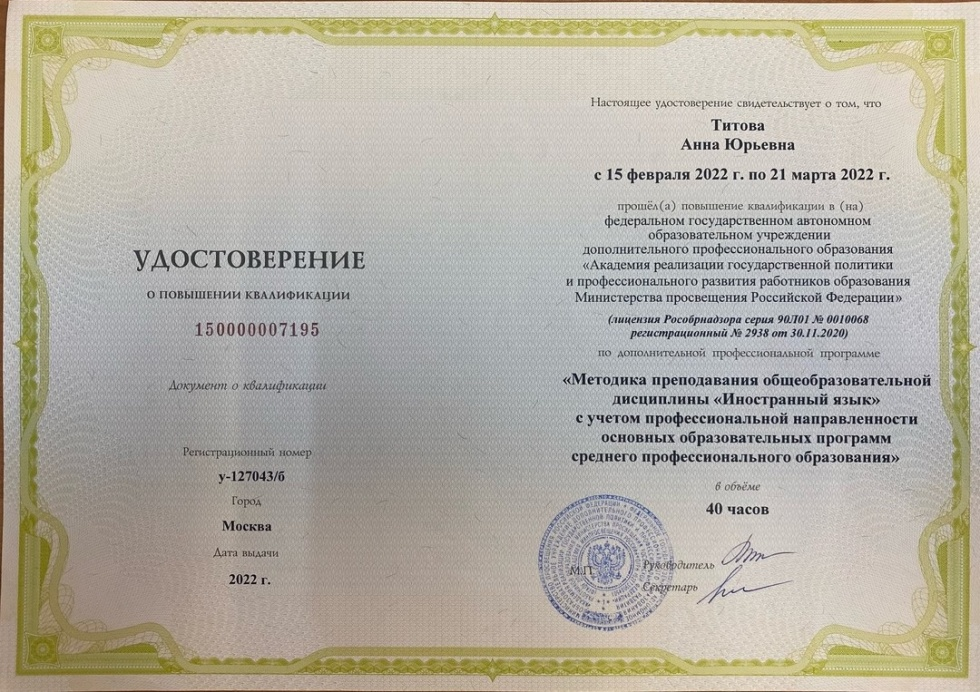 УДОСТОВЕРЕНИЕ
О ПОВЫШЕНИИ КВАЛИФИКАЦИИ
150000007195
Документ о квалификации
Регистрационный номер
у-127043/б
Город
Москва
Дата выдачи
2022 г.
Настоящее удостоверение свидетельствует о том, что
Титова
Анна Юрьевна
с 15 февраля 2022 г. по 21 марта 2022 г.
прошёл(а) повышение квалификации в (на)
федеральном государственном автономном
образовательном учреждении
дополнительного профессионального образования
«Академия реализации государственной политики
и профессионального развития работников образования
Министерства просвещения Российской Федерации»
(лицензия Рособрнадзора серия 90Л01 № 0010068
регистрационный № 2938 от 30.11.2020)
по дополнительной профессиональной программе
«Методика преподавания общеобразовательной
дисциплины «Иностранный язык»
с учетом профессиональной направленности
основных образовательных программ
среднего профессионального образования»
в объёме
40 часов
М.П.
Руководитель
Секретарь